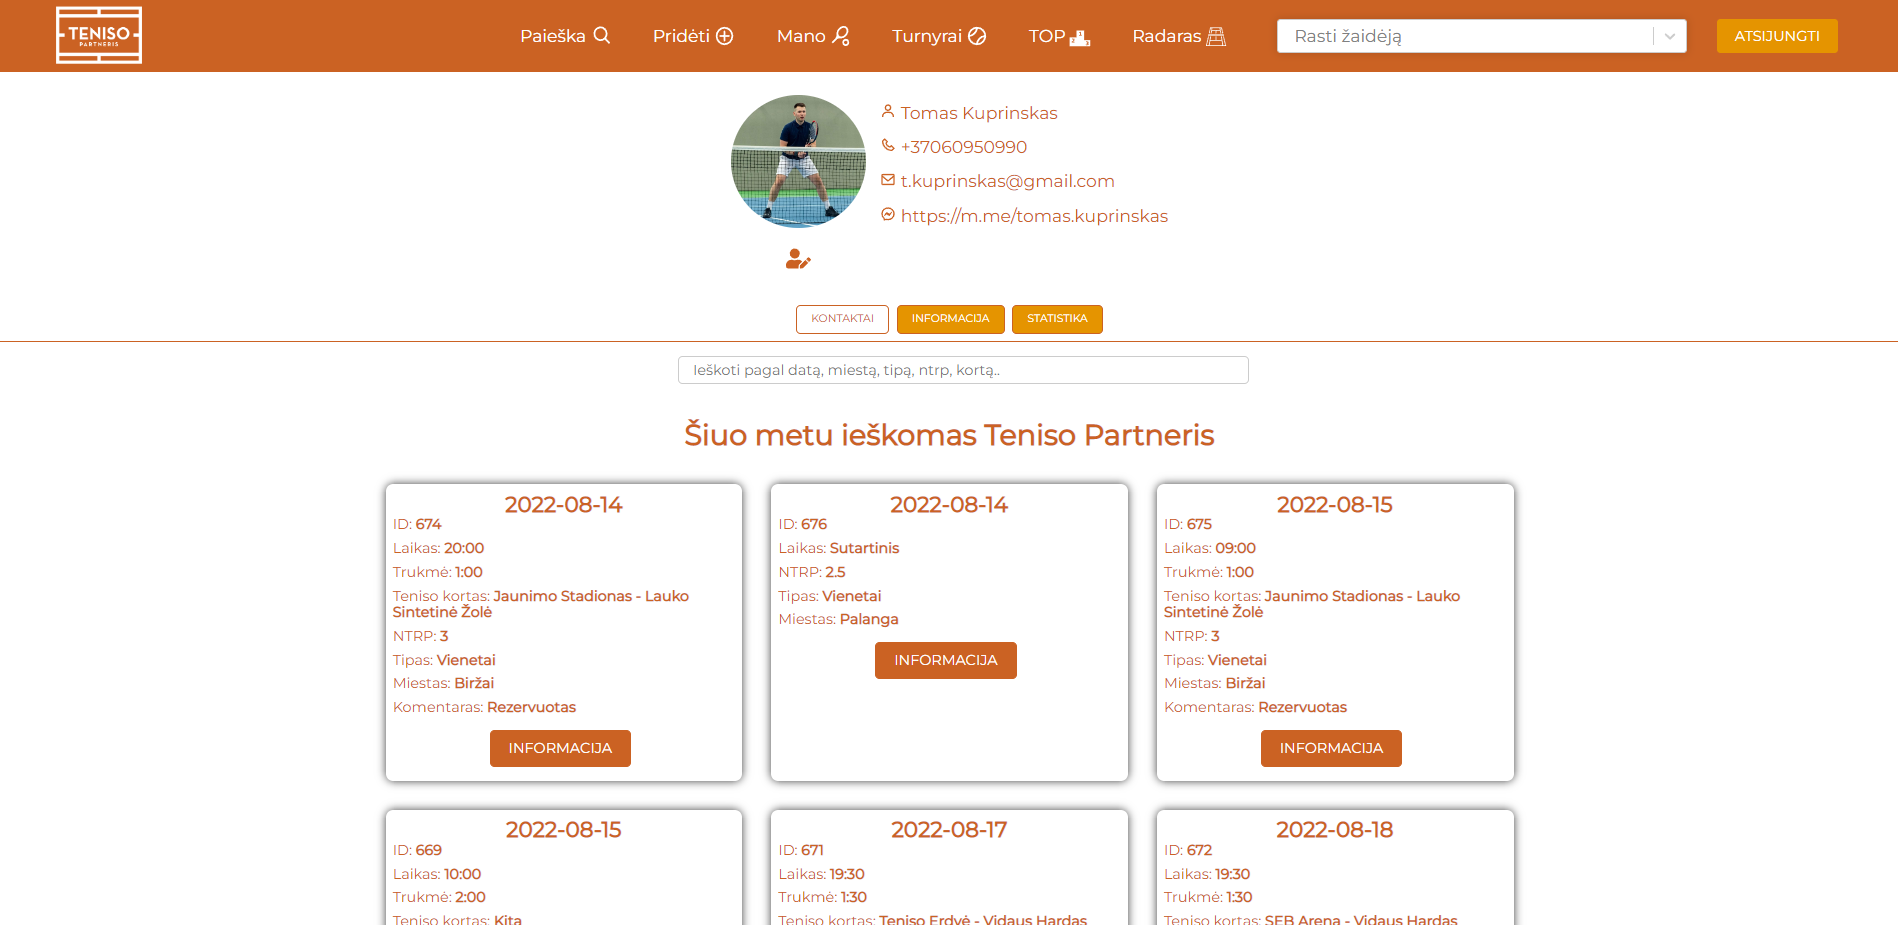 TENISO
PARTNERIS
Paieška
Pridėti
Mano
Turnyrai
TOP
Radaras
Rasti žaidėją
ATSIJUNGTI
Tomas Kuprinskas
+37060950990
t.kuprinskas@gmail.com
https://m.me/tomas.kuprinskas
KONTAKTAI
INFORMACIJA
STATISTIKA
Ieškoti pagal datą, miestą, tipą, ntrp, kortą..
Šiuo metu ieškomas Teniso Partneris
2022-08-14
ID: 674
Laikas: 20:00
Trukmė: 1:00
Teniso kortas: Jaunimo Stadionas - Lauko
Sintetinė Žolė
NTRP: 3
Tipas: Vienetai
Miestas: Biržai
Komentaras: Rezervuotas
INFORMACIJA
2022-08-14
ID: 676
Laikas: Sutartinis
NTRP: 2.5
Tipas: Vienetai
Miestas: Palanga
INFORMACIJA
2022-08-15
ID: 675
Laikas: 09:00
Trukmė: 1:00
Teniso kortas: Jaunimo Stadionas - Lauko
Sintetinė Žolė
NTRP: 3
Tipas: Vienetai
Miestas: Biržai
Komentaras: Rezervuotas
INFORMACIJA
2022-08-15
ID: 669
Laikas: 10:00
Trukmė: 2:00
Teniso kortas: Kita
2022-08-17
ID: 671
Laikas: 19:30
Trukmė: 1:30
Teniso kortas: Teniso Erdvė - Vidaus Hardas
2022-08-18
ID: 672
Laikas: 19:30
Trukmė: 1:30
Teniso kortas: SEB Arena - Vidaus Hardas